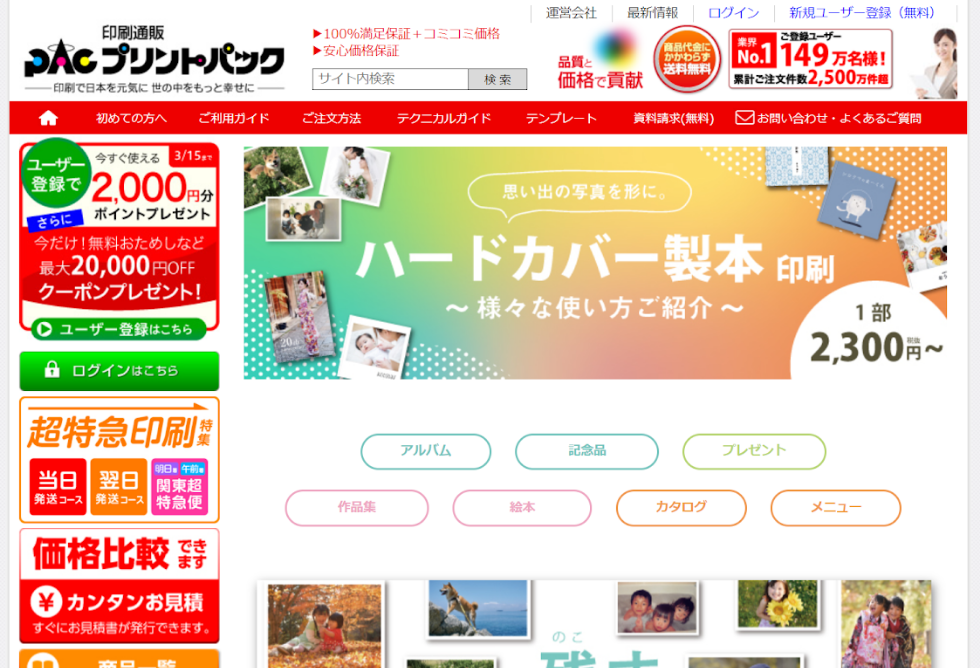 運営会社
最新情報
ログイン
新規ユーザー登録（無料）
印刷通販
PAC プリントパック
印刷で日本を元気に 世の中をもっと幸せに
▶100%満足保証＋コミコミ価格
▶安心価格保証
サイト内検索
検 索
品質と
価格で貢献
商品代金に
かかわらず
送料無料
業界
No.1
ご登録ユーザー
149万名様!
累計ご注文件数2,500万件超
初めての方へ
ご利用ガイド
ご注文方法
テクニカルガイド
テンプレート
資料請求(無料)
お問い合わせ・よくあるご質問
ユーザー
登録で
今すぐ使える
3/15まで
2,000円分
ポイントプレゼント
さらに
今だけ！無料おためしなど
最大20,000円OFF
クーポンプレゼント!
ユーザー登録はこちら
ログインはこちら
超特急印刷特集
当日
発送コース
翌日
発送コース
明日着 午前着
関東超
特急便
価格比較できます
¥ カンタンお見積
すぐにお見積書が発行できます。
商品一覧
思い出の写真を形に。
ハードカバー製本 印刷
〜 様々な使い方ご紹介 〜
1部
2,300円〜
税抜
20
アルバム
記念品
プレゼント
作品集
絵本
カタログ
メニュー
のこ
残す